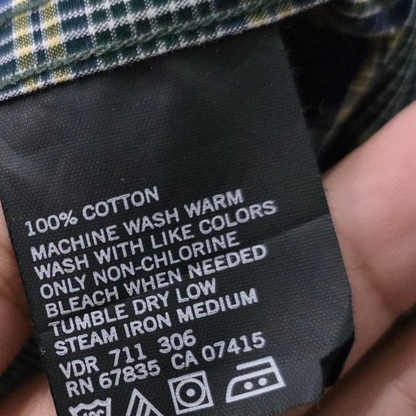 100% COTTON
MACHINE WASH WARM
WASH WITH LIKE COLORS
ONLY NON-CHLORINE
BLEACH WHEN NEEDED
TUMBLE DRY LOW
STEAM IRON MEDIUM
VDR 711 306
RN 67835 CA 07415